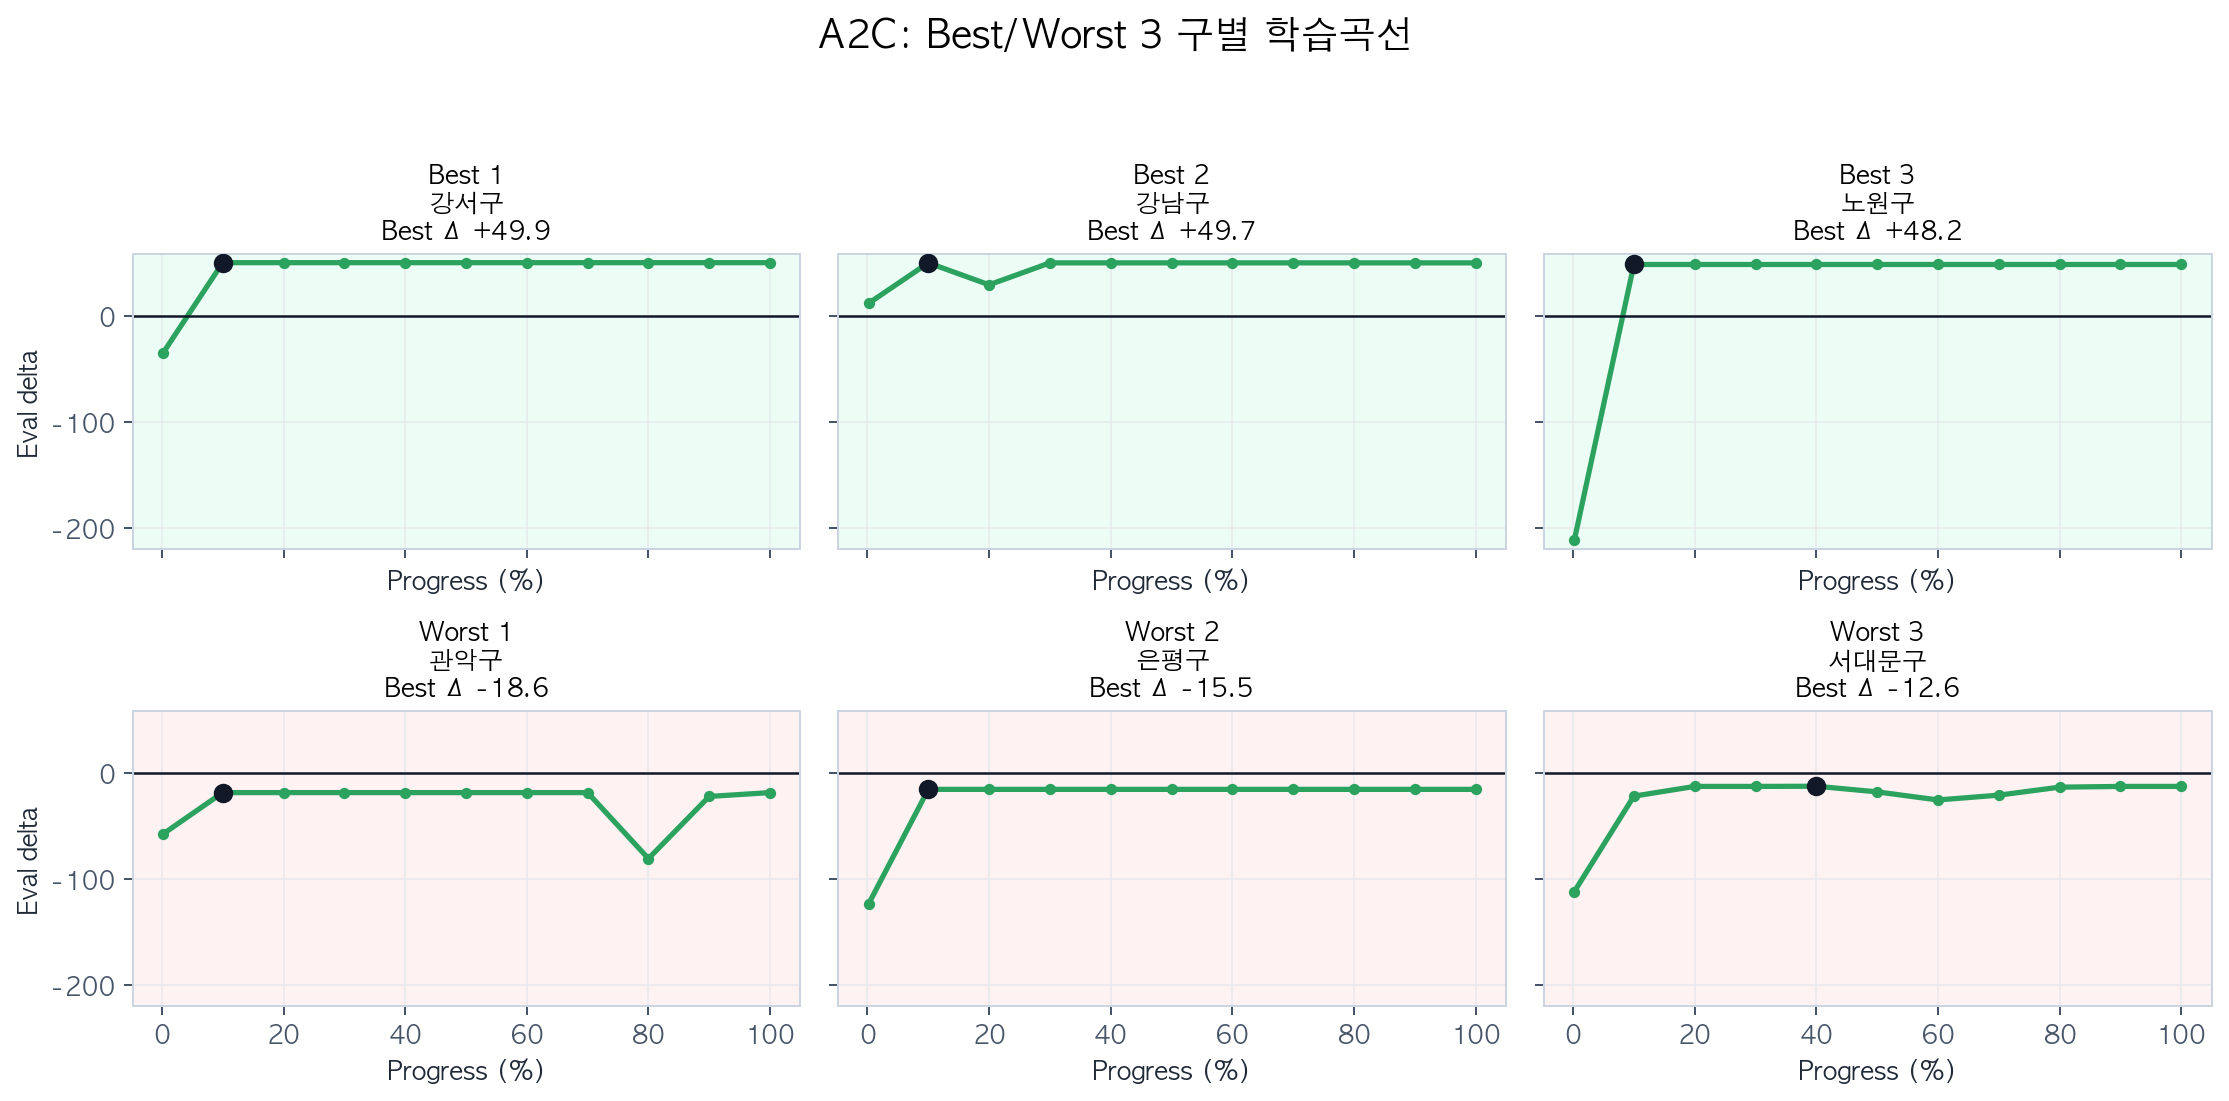 A2C: Best/Worst 3 구별 학습곡선
Best 1
강서구
Best Δ +49.9
Best 2
강남구
Best Δ +49.7
Best 3
노원구
Best Δ +48.2
Eval delta
0
-100
-200
Progress (%)
Progress (%)
Progress (%)
Worst 1
관악구
Best Δ -18.6
Worst 2
은평구
Best Δ -15.5
Worst 3
서대문구
Best Δ -12.6
Eval delta
0
-100
-200
0 20 40 60 80 100
0 20 40 60 80 100
0 20 40 60 80 100
Progress (%)
Progress (%)
Progress (%)